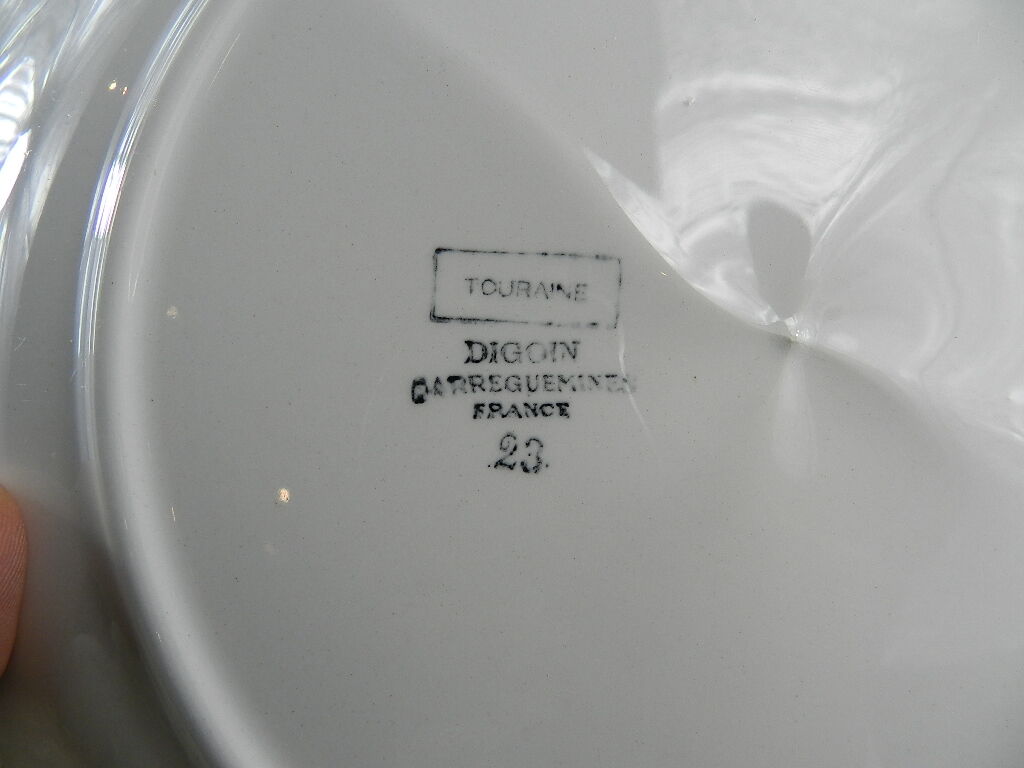 TOURAINE
DIGOIN
SARREGUEMINES
FRANCE
23